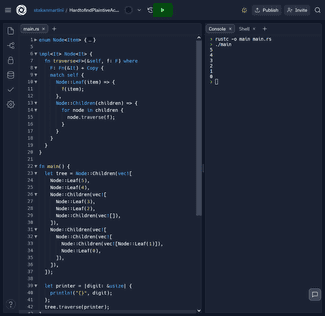 HandtofindPlaintiveAc...
Publish
Invite
main.rs
Console
Shell
1 enum Node<Item> { … }
5
6 impl<It> Node<It> {
7 fn traverse<F>(&self, f: F) where
8 F: Fn(&It) + Copy {
9 match self {
10 Node::Leaf(item) => {
11 f(item);
12 },
13 Node::Children(children) => {
14 for node in children {
15 node.traverse(f);
16 }
17 }
18 }
19 }
20 }
21
22 fn main() {
23 let tree = Node::Children(vec![
24 Node::Leaf(5),
25 Node::Leaf(4),
26 Node::Children(vec![
27 Node::Leaf(3),
28 Node::Leaf(2),
29 Node::Children(vec![]),
30 ]),
31 Node::Children(vec![
32 Node::Children(vec![
33 Node::Children(vec![Node::Leaf(1)]),
34 Node::Leaf(0),
35 ]),
36 ]),
37 ]);
38
39 let printer = |digit: &usize| {
40 println!("{}", digit);
41 };
42 tree.traverse(printer);
rustc -o main main.rs
./main
5
4
3
2
1
0